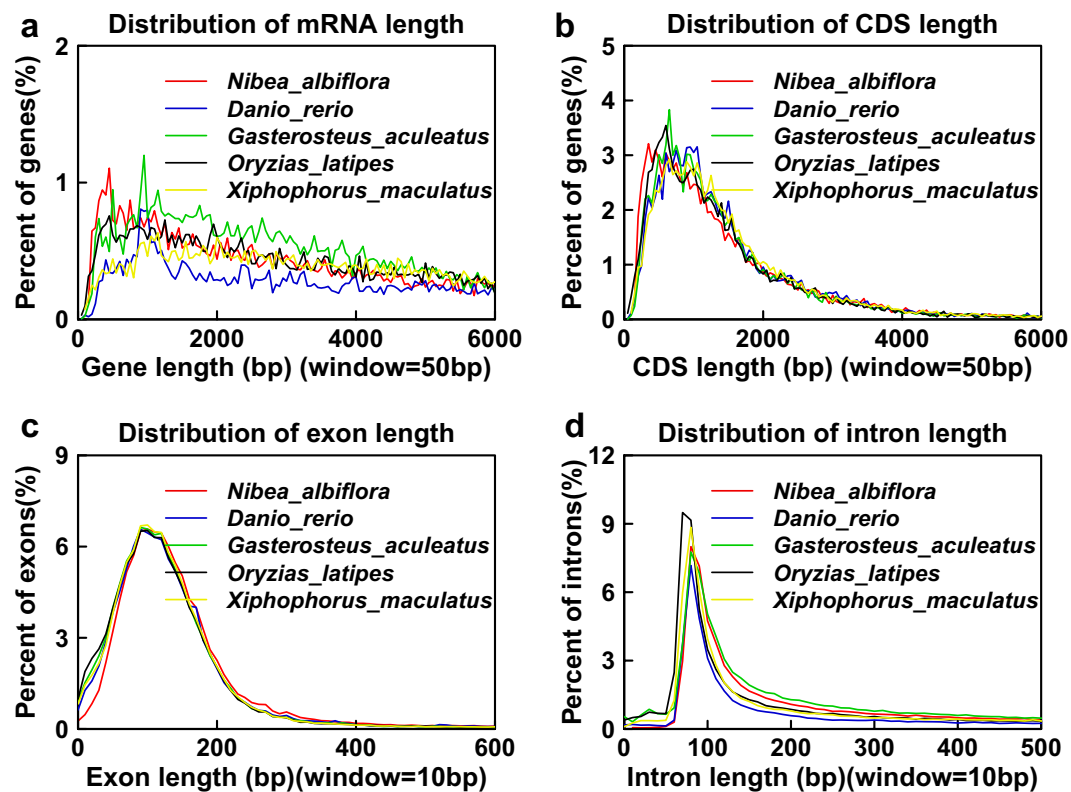 a Distribution of mRNA length
Percent of genes(%)
2
1
0
Nibea_albiflora
Danio_rerio
Gasterosteus_aculeatus
Oryzias_latipes
Xiphophorus_maculatus
0 2000 4000 6000
Gene length (bp) (window=50bp)
b Distribution of CDS length
Percent of genes(%)
5
4
3
2
1
0
Nibea_albiflora
Danio_rerio
Gasterosteus_aculeatus
Oryzias_latipes
Xiphophorus_maculatus
0 2000 4000 6000
CDS length (bp) (window=50bp)
c Distribution of exon length
Percent of exons(%)
9
6
3
0
Nibea_albiflora
Danio_rerio
Gasterosteus_aculeatus
Oryzias_latipes
Xiphophorus_maculatus
0 200 400 600
Exon length (bp)(window=10bp)
d Distribution of intron length
Percent of introns(%)
12
9
6
3
0
Nibea_albiflora
Danio_rerio
Gasterosteus_aculeatus
Oryzias_latipes
Xiphophorus_maculatus
0 100 200 300 400 500
Intron length (bp)(window=10bp)